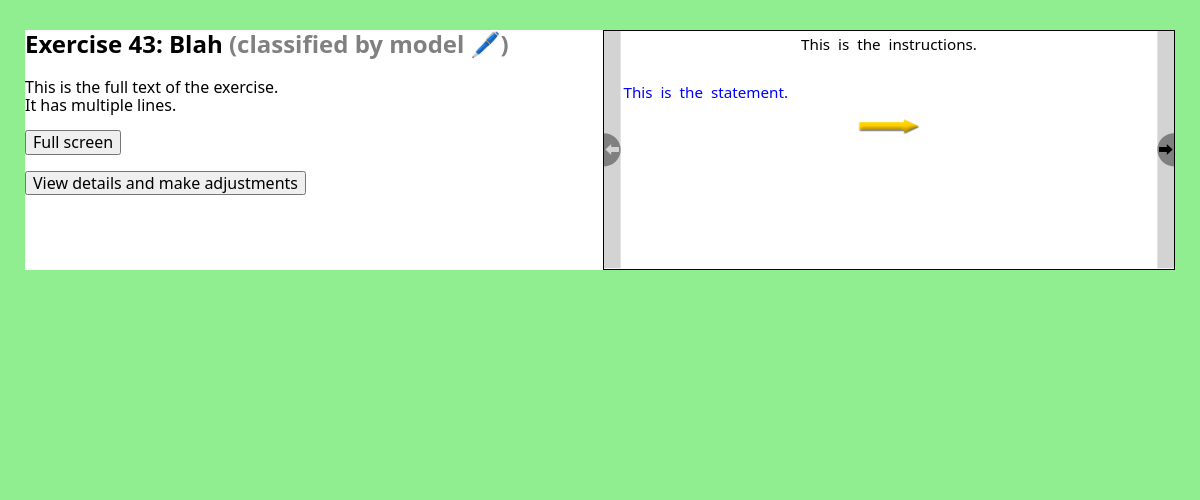 Exercise 43: Blah (classified by model 🖊️)
This is the full text of the exercise.
It has multiple lines.
Full screen
View details and make adjustments
This is the instructions.
This is the statement.